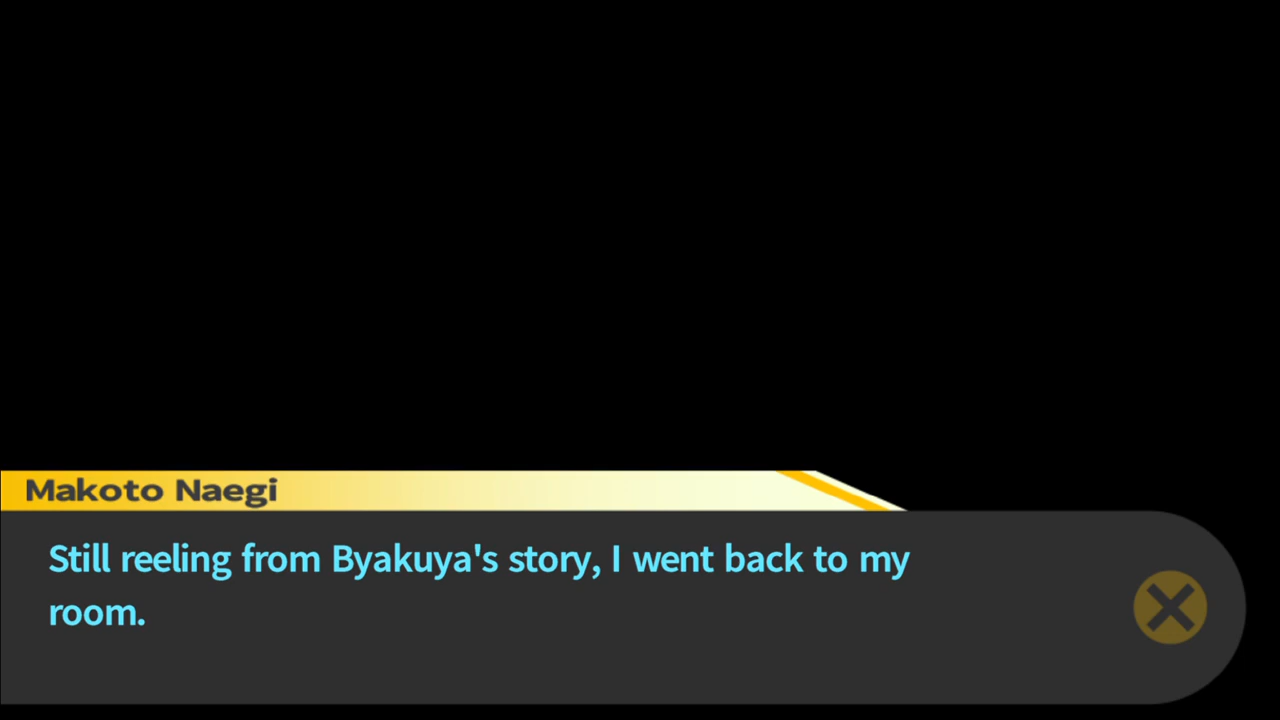 Makoto Naegi
Still reeling from Byakuya's story, I went back to my
room.